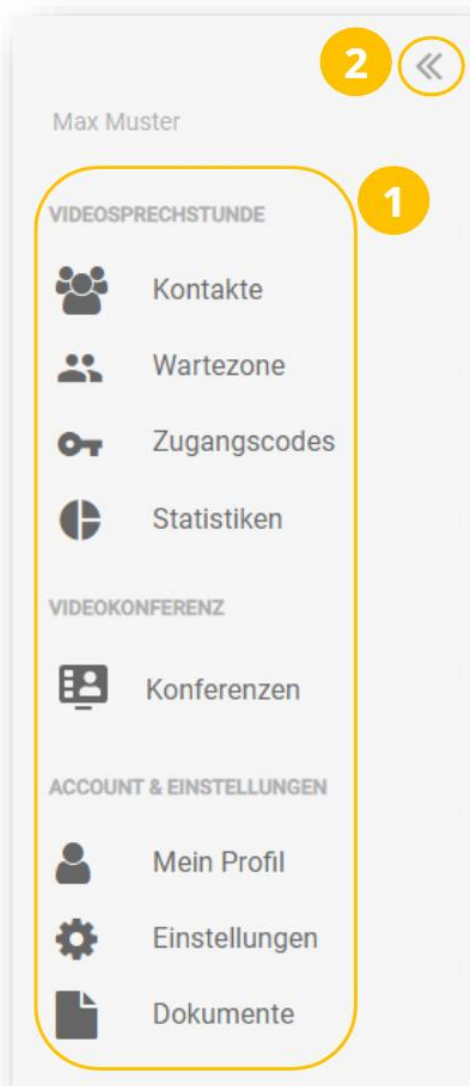 2
Max Muster
1
VIDEOSPRECHSTUNDE
Kontakte
Wartezone
Zugangscodes
Statistiken
VIDEOKONFERENZ
Konferenzen
ACCOUNT & EINSTELLUNGEN
Mein Profil
Einstellungen
Dokumente